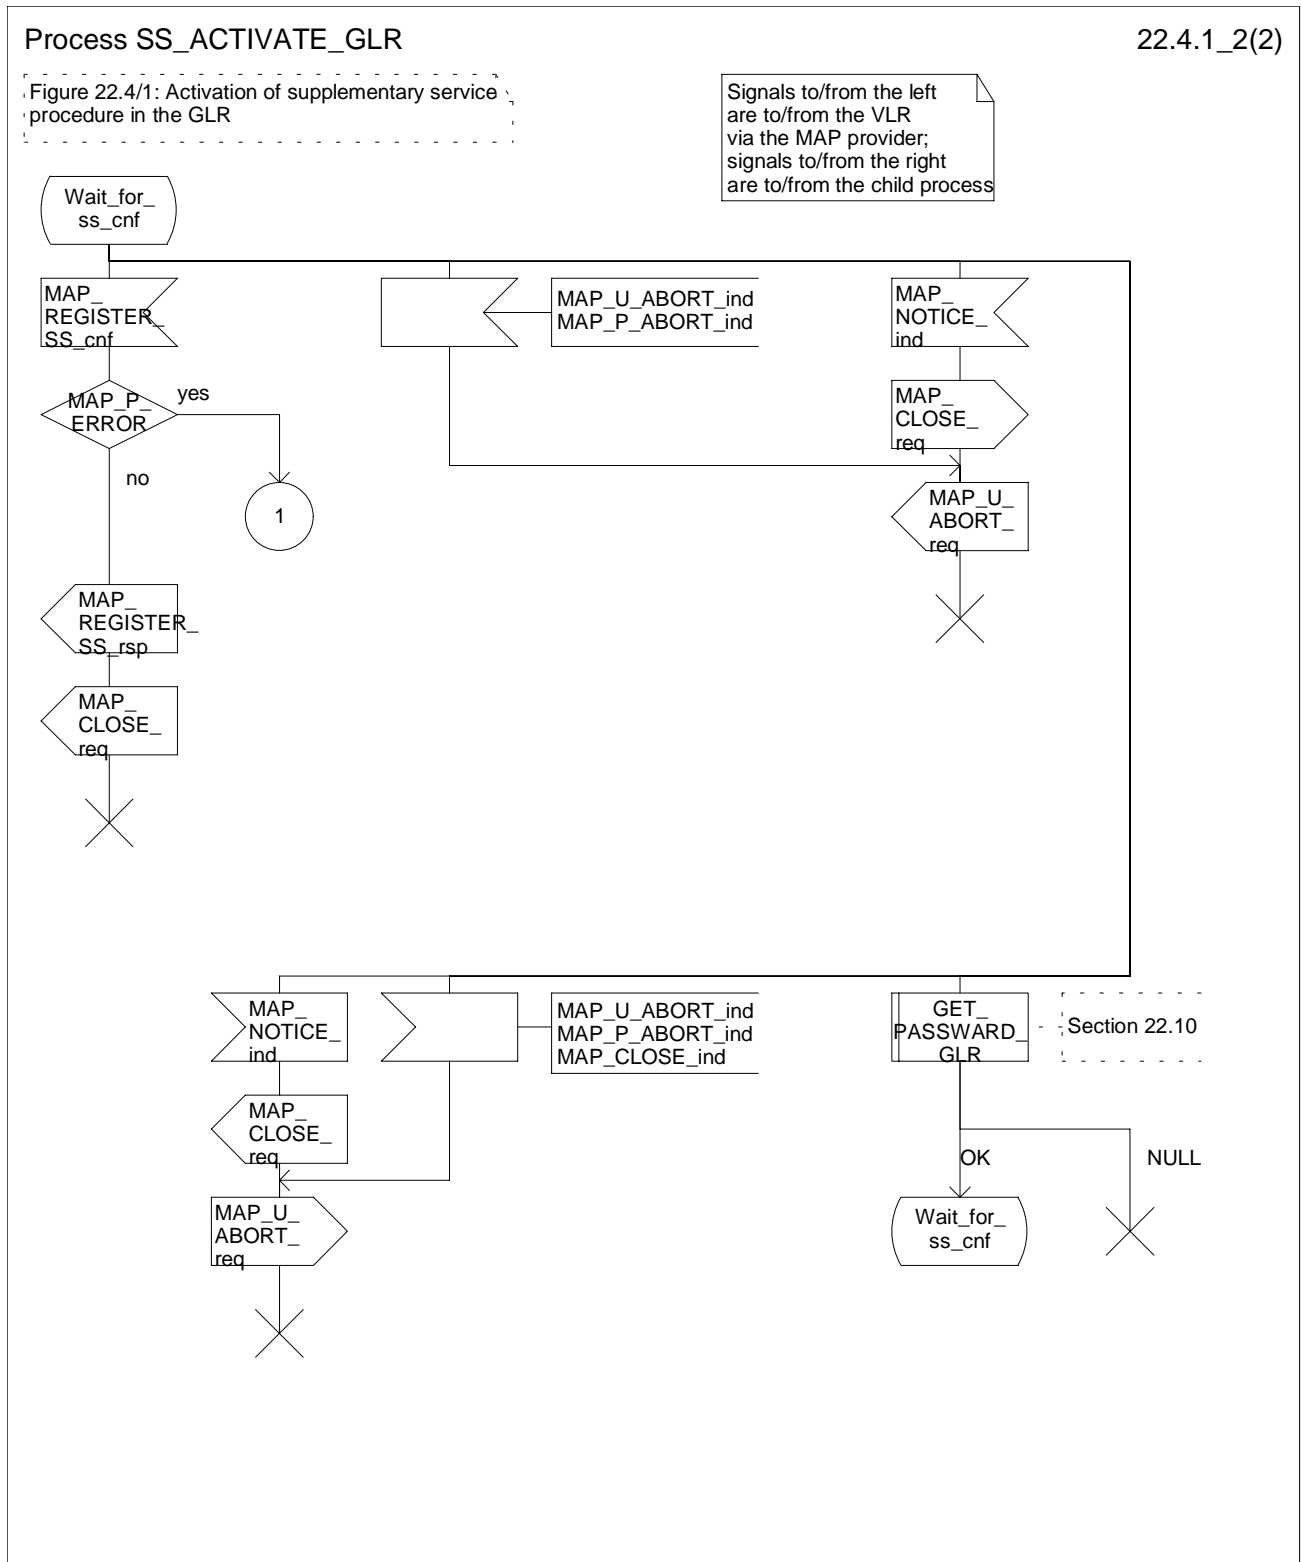 Process SS_ACTIVATE_GLR
22.4.1_2(2)
Figure 22.4/1: Activation of supplementary service
procedure in the GLR
Signals to/from the left
are to/from the VLR
via the MAP provider;
signals to/from the right
are to/from the child process
Wait_for_
ss_cnf
MAP_
REGISTER_
SS_cnf
MAP_U_ABORT_ind
MAP_P_ABORT_ind
MAP_
NOTICE_
ind
MAP_P_
ERROR
yes
no
1
MAP_
CLOSE_
req
MAP_U_
ABORT_
req
MAP_
REGISTER_
SS_rsp
MAP_
CLOSE_
req
MAP_
NOTICE_
ind
MAP_U_ABORT_ind
MAP_P_ABORT_ind
MAP_CLOSE_ind
GET_
PASSWARD_
GLR
Section 22.10
MAP_
CLOSE_
req
OK
NULL
MAP_U_
ABORT_
req
Wait_for_
ss_cnf